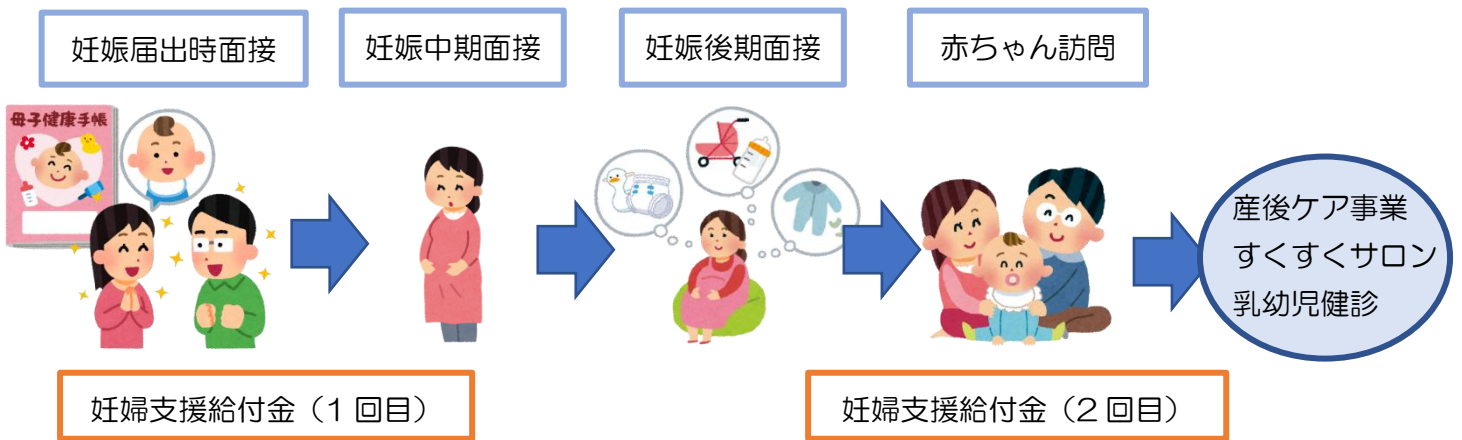 妊娠届出時面接
妊娠中期面接
妊娠後期面接
赤ちゃん訪問
母子健康手帳
産後ケア事業
すくすくサロン
乳幼児健診
妊婦支援給付金（1回目）
妊婦支援給付金（2回目）